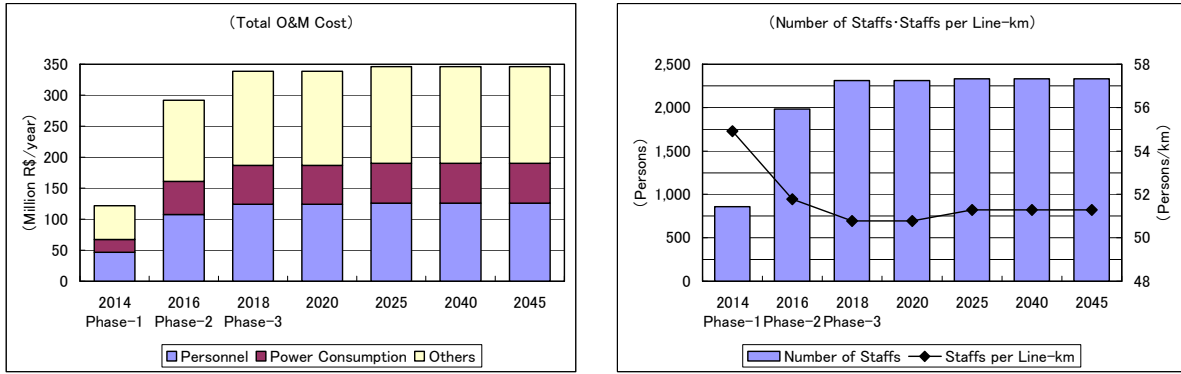 (Total O&M Cost)
350
300
250
200
150
100
50
0
(Million R$/year)
2014 2016 2018 2020 2025 2040 2045
Phase-1 Phase-2 Phase-3
Personnel Power Consumption Others
(Number of Staffs・Staffs per Line-km)
2,500
2,000
1,500
1,000
500
0
(Persons)
58
56
54
52
50
48
(Persons/km)
2014 2016 2018 2020 2025 2040 2045
Phase-1 Phase-2 Phase-3
Number of Staffs Staffs per Line-km